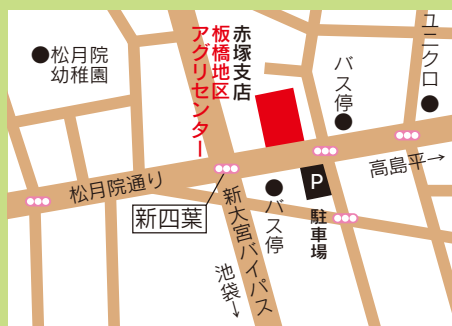 松月院
幼稚園
赤塚支店
板橋地区
アグリセンター
バス停
ユニクロ
高島平→
松月院通り
新四葉
P
駐車場
バス停
新大宮バイパス
池袋→